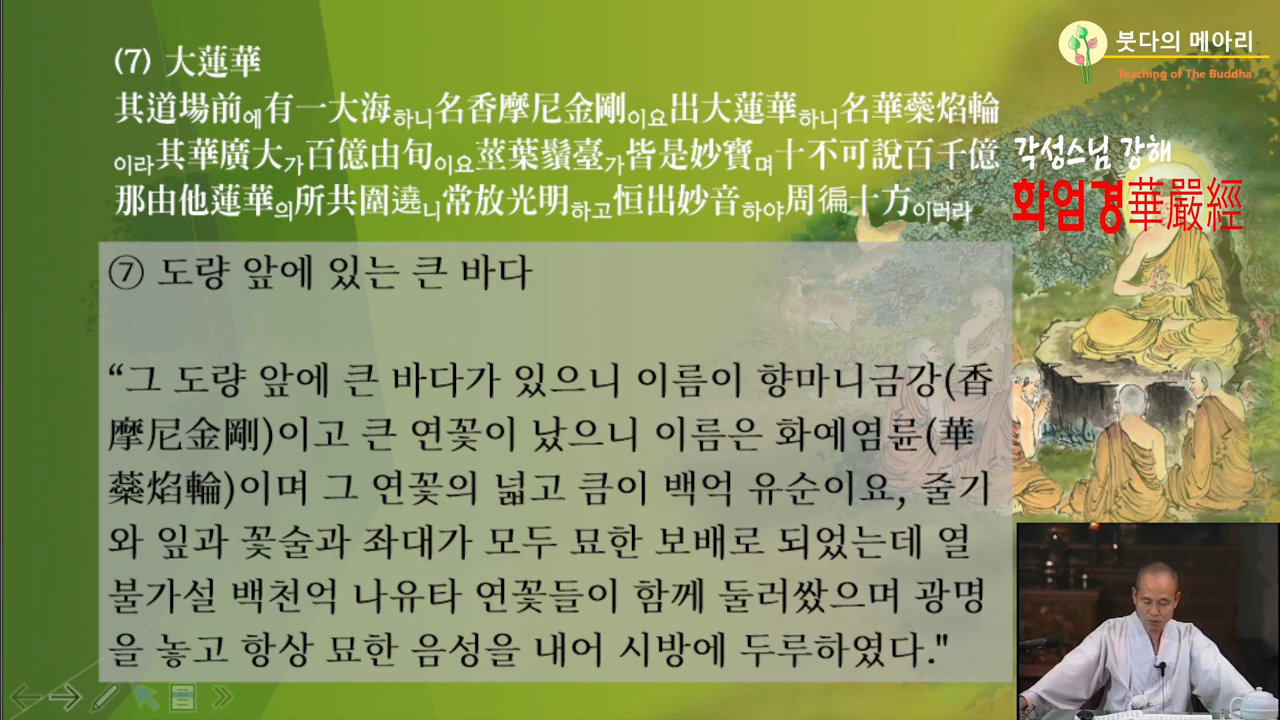 (7) 大蓮華
其道場前에有一大海하니名香摩尼金剛이요出大蓮華하니名華蘂焰輪
이라其華廣大가百億由旬이요莖葉鬚臺가皆是妙寶며十不可說百千億
那由他蓮華의所共圍遶니常放光明하고恒出妙音하야周徧十方이러라
⑦ 도량 앞에 있는 큰 바다
“그 도량 앞에 큰 바다가 있으니 이름이 향마니금강(香
摩尼金剛)이고 큰 연꽃이 났으니 이름은 화예염륜(華
蘂焰輪)이며 그 연꽃의 넓고 큼이 백억 유순이요, 줄기
와 잎과 꽃술과 좌대가 모두 묘한 보배로 되었는데 열
불가설 백천억 나유타 연꽃들이 함께 둘러쌌으며 광명
을 놓고 항상 묘한 음성을 내어 시방에 두루하였다."
붓다의 메아리
Teaching of The Buddha
각성스님 강해
화엄경華嚴經